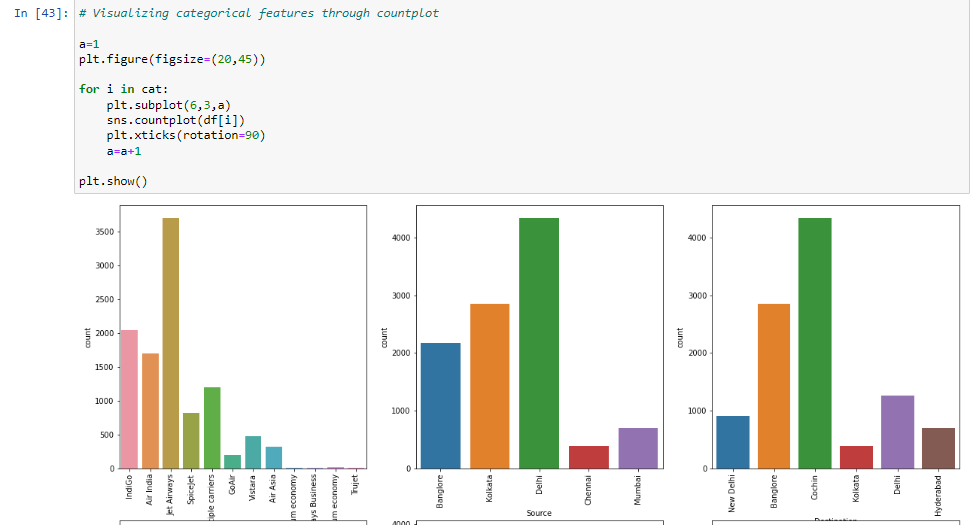 In [43]: # Visualizing categorical features through countplot
a=1
plt.figure(figsize=(20,45))
for i in cat:
    plt.subplot(6,3,a)
    sns.countplot(df[i])
    plt.xticks(rotation=90)
    a=a+1
plt.show()
3500
3000
2500
2000
1500
1000
500
0
count
IndiGo
Air India
Jet Airways
SpiceJet
ple carriers
GoAir
Vistara
Air Asia
m economy
ys Business
m economy
Trujet
4000
3000
2000
1000
0
count
Banglore
Kolkata
Delhi
Chennai
Mumbai
Source
4000
3000
2000
1000
0
count
New Delhi
Banglore
Cochin
Kolkata
Delhi
Hyderabad
4000